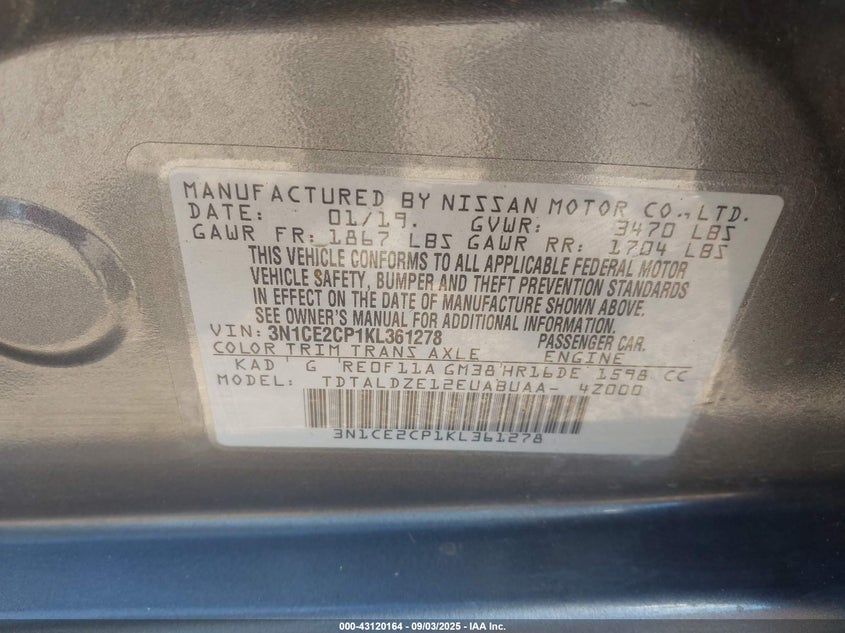 MANUFACTURED BY NISSAN MOTOR CO., LTD.
DATE: 01/19. GVWR: 3470 LBS
GAWR FR: 1867 LBS GAWR RR: 1704 LBS
THIS VEHICLE CONFORMS TO ALL APPLICABLE FEDERAL MOTOR
VEHICLE SAFETY, BUMPER AND THEFT PREVENTION STANDARDS
IN EFFECT ON THE DATE OF MANUFACTURE SHOWN ABOVE.
SEE OWNER'S MANUAL FOR ADDITIONAL INFORMATION.
VIN: 3N1CE2CP1KL361278 PASSENGER CAR.
COLOR TRIM TRANS AXLE ENGINE
KAD G RE0F11A GM38 HR16DE 1598 CC
MODEL: TDTALDZE12EUABUAA- 4Z000
3N1CE2CP1KL361278
000-43120164 - 09/03/2025 - IAA Inc.